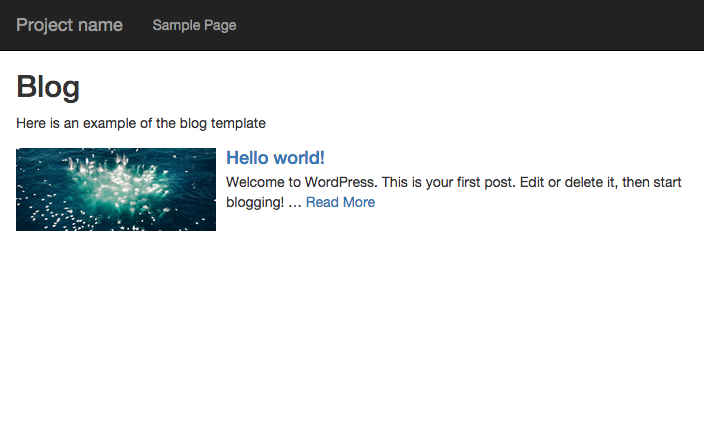 Project name Sample Page
Blog
Here is an example of the blog template
Hello world!
Welcome to WordPress. This is your first post. Edit or delete it, then start
blogging! … Read More